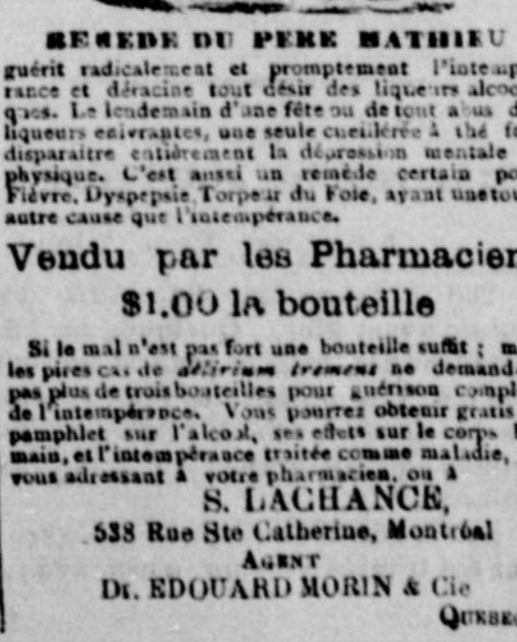 REMEDE DU PERE MATHIEU
guérit radicalement et promptement l'intemp
rance et déracine tout désir des liqueurs alcoo
ques. Le lendemain d'une fête ou de tout abus d
liqueurs enivrantes, une seule cueillérée à thé f
disparaitre entièrement la dépression mentale
physique. C'est aussi un remède certain po
Fièvre, Dyspepsie, Torpeur du Foie, ayant une tou
autre cause que l'intempérance.
Vendu par les Pharmacien
$1.00 la bouteille
Si le mal n'est pas fort une bouteille suffit ; m
les pires cas de délirium tremens ne demand
pas plus de trois bouteilles pour guérison compl
de l'intempérance. Vous pourrez obtenir gratis
pamphlet sur l'alcool, ses effets sur le corps h
main, et l'intempérance traitée comme maladie,
vous adressant à votre pharmacien, ou à
S. LACHANCE,
538 Rue Ste Catherine, Montréal
AGENT
Dr. EDOUARD MORIN & Cie
QUEBEC